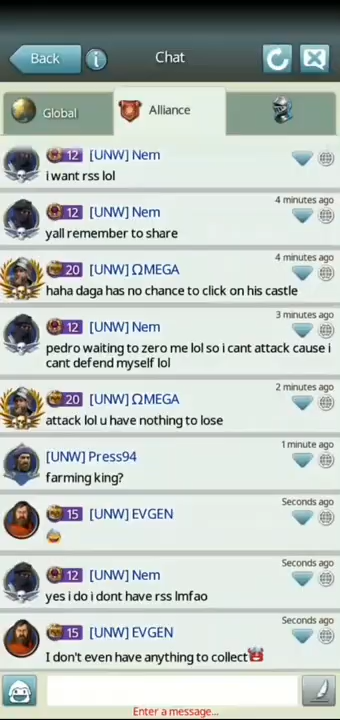 Back
Chat
Global
Alliance
12 [UNW] Nem
i want rss lol
4 minutes ago
12 [UNW] Nem
yall remember to share
4 minutes ago
20 [UNW] ΩMEGA
haha daga has no chance to click on his castle
3 minutes ago
12 [UNW] Nem
pedro waiting to zero me lol so i cant attack cause i
cant defend myself lol
2 minutes ago
20 [UNW] ΩMEGA
attack lol u have nothing to lose
1 minute ago
[UNW] Press94
farming king?
Seconds ago
15 [UNW] EVGEN
Seconds ago
12 [UNW] Nem
yes i do i dont have rss lmfao
Seconds ago
15 [UNW] EVGEN
I don't even have anything to collect
Enter a message...